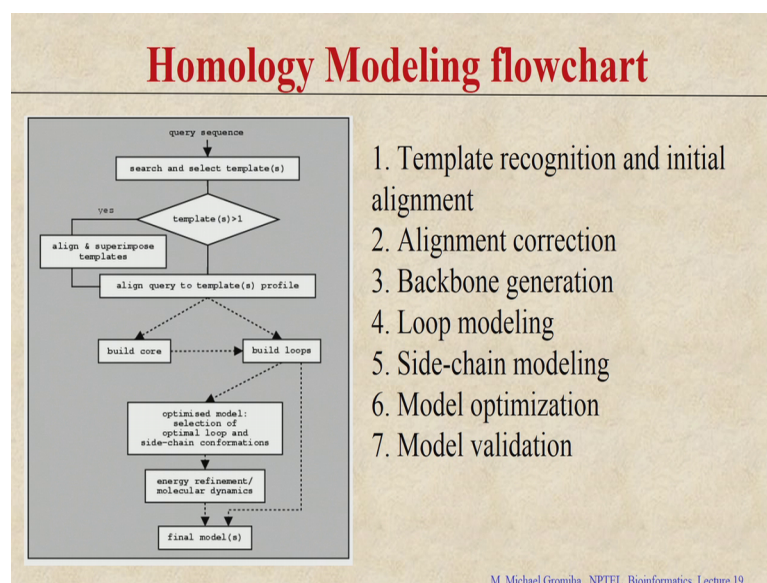 Homology Modeling flowchart
query sequence
search and select template(s)
yes
template(s)>1
align & superimpose
templates
align query to template(s) profile
build core
build loops
optimised model:
selection of
optimal loop and
side-chain conformations
energy refinement/
molecular dynamics
final model(s)
1. Template recognition and initial
alignment
2. Alignment correction
3. Backbone generation
4. Loop modeling
5. Side-chain modeling
6. Model optimization
7. Model validation
M. Michael Gromiha, NPTEL, Bioinformatics, Lecture 19